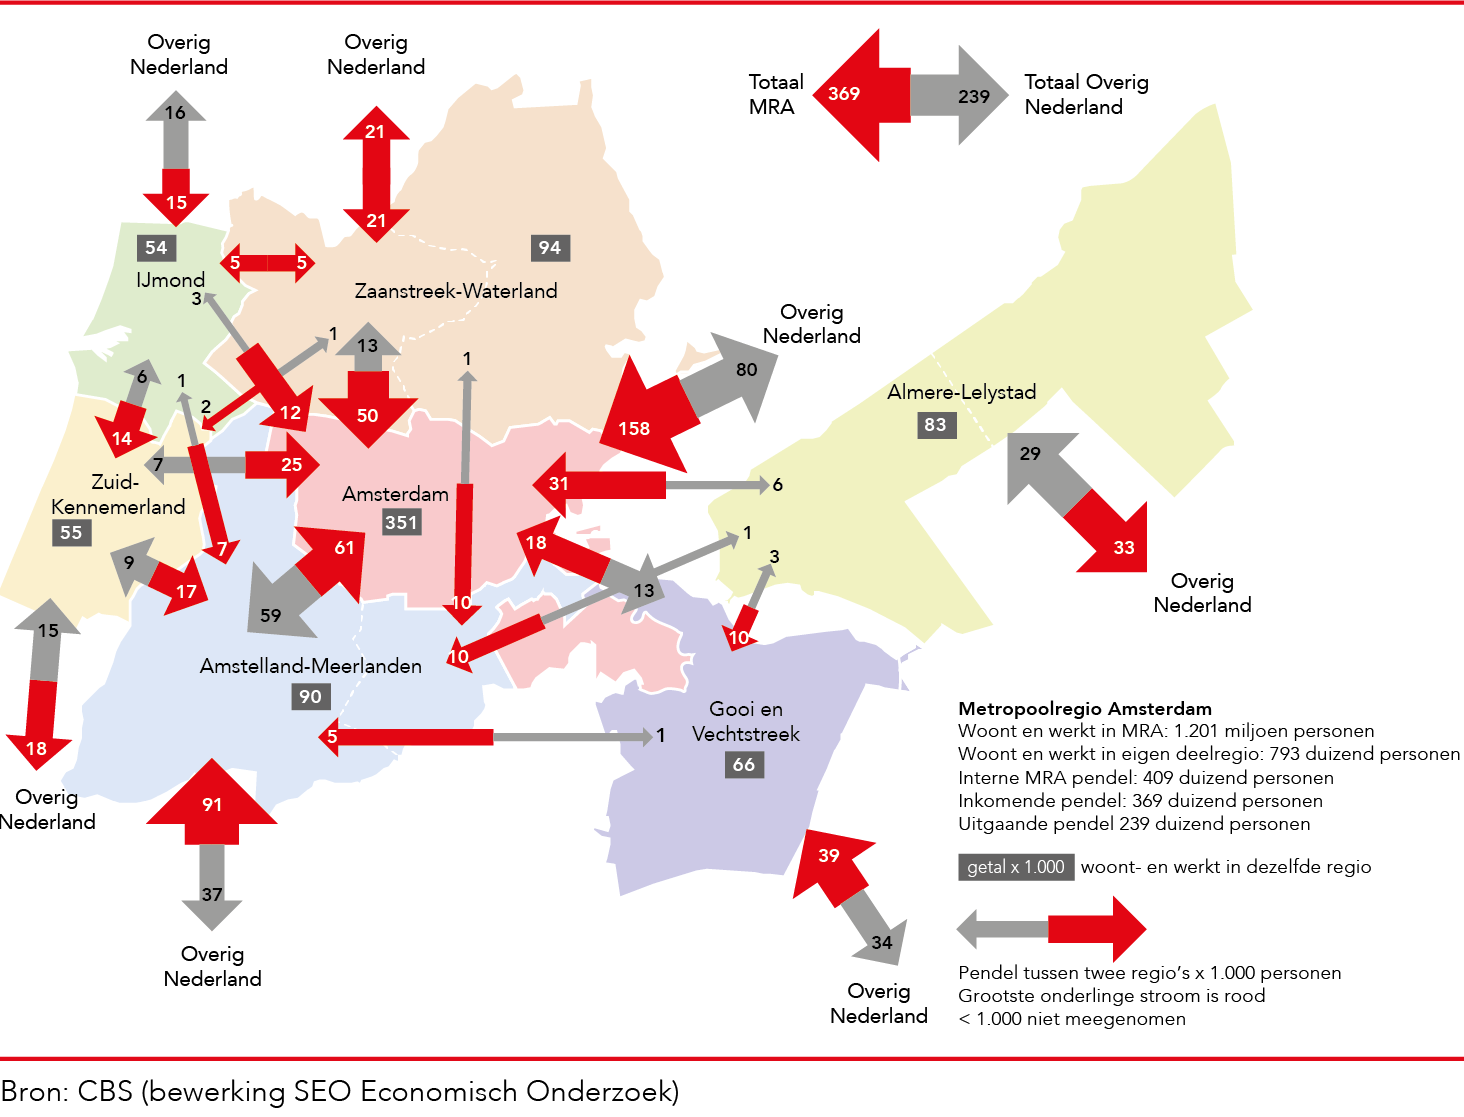 Overig
Nederland
Overig
Nederland
16
15
21
21
Totaal
MRA
369
239
Totaal Overig
Nederland
54
IJmond
5
5
94
Zaanstreek-Waterland
3
1
13
50
1
12
2
1
6
14
Overig
Nederland
80
158
Almere-Lelystad
83
29
33
Overig
Nederland
7
25
Zuid-
Kennemerland
55
Amsterdam
351
31
6
18
13
1
3
10
7
9
17
61
59
10
10
15
18
Overig
Nederland
Amstelland-Meerlanden
90
5
1
Gooi en
Vechtstreek
66
91
37
Overig
Nederland
39
34
Overig
Nederland
Metropoolregio Amsterdam
Woont en werkt in MRA: 1.201 miljoen personen
Woont en werkt in eigen deelregio: 793 duizend personen
Interne MRA pendel: 409 duizend personen
Inkomende pendel: 369 duizend personen
Uitgaande pendel 239 duizend personen
getal x 1.000 woont- en werkt in dezelfde regio
Pendel tussen twee regio's x 1.000 personen
Grootste onderlinge stroom is rood
< 1.000 niet meegenomen
Bron: CBS (bewerking SEO Economisch Onderzoek)